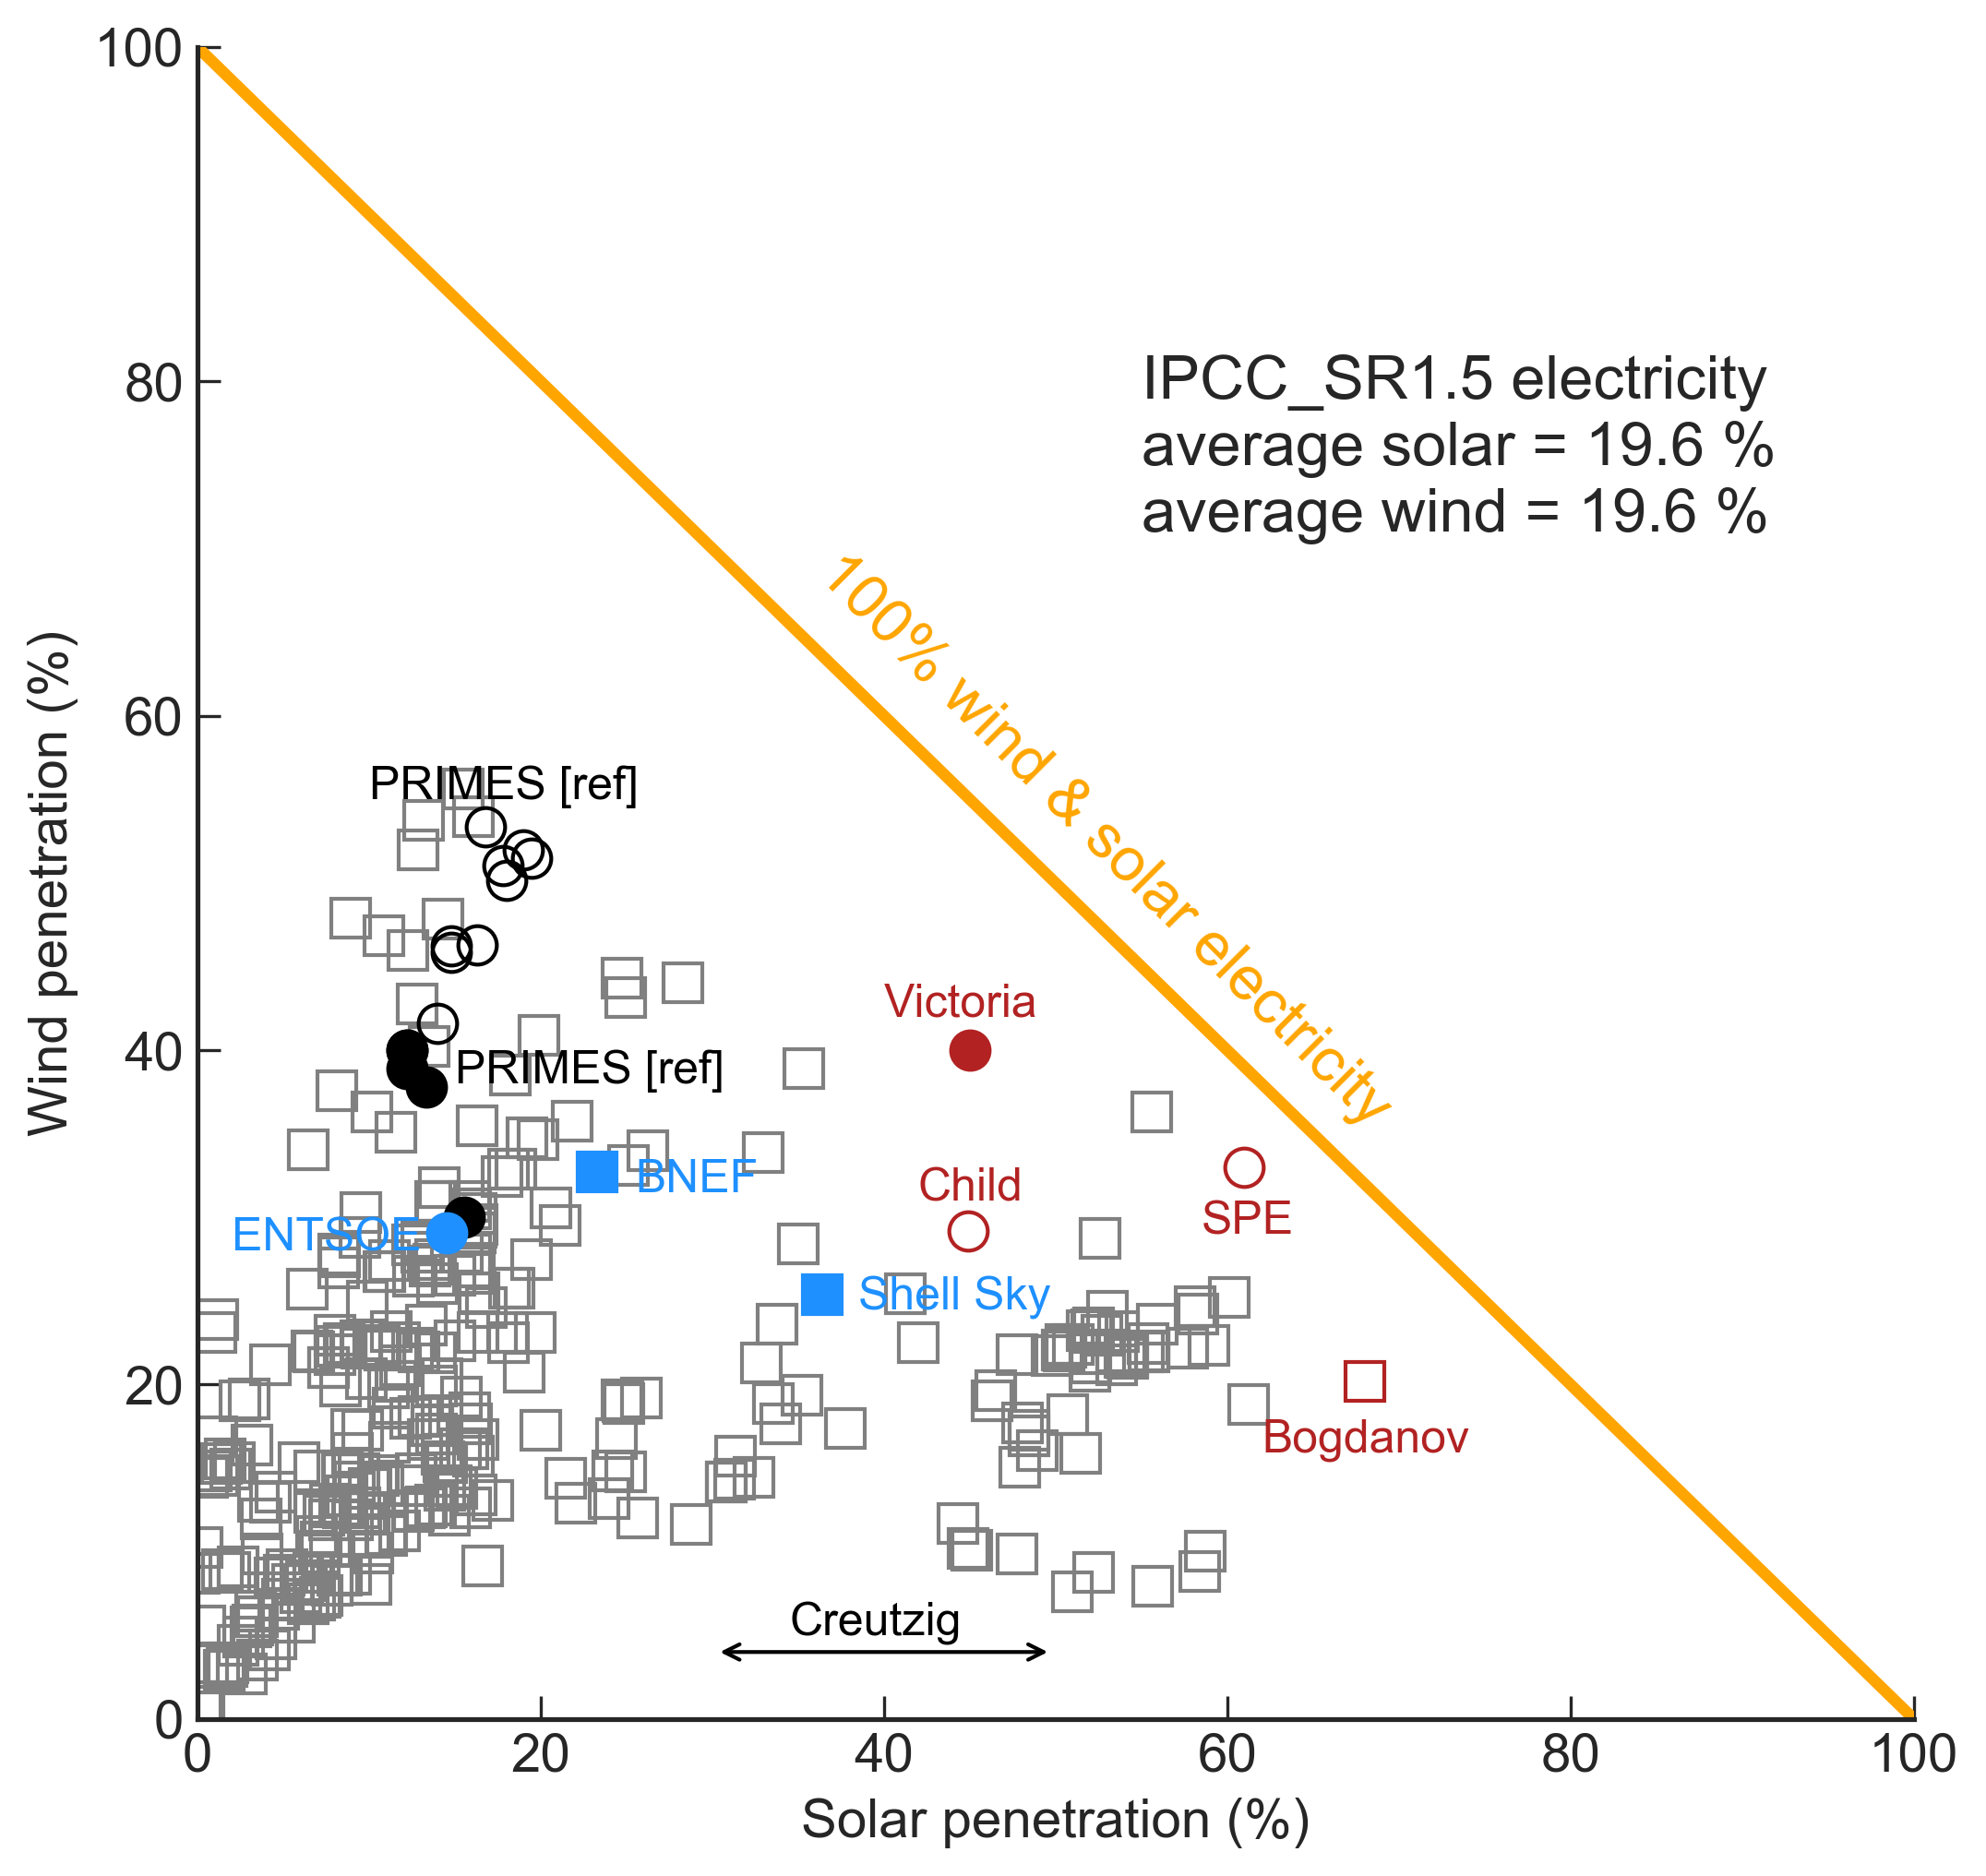 100
80
60
40
20
0
Wind penetration (%)
IPCC_SR1.5 electricity
average solar = 19.6 %
average wind = 19.6 %
100% wind & solar electricity
PRIMES [ref]
Victoria
PRIMES [ref]
BNEF
Child
SPE
ENTSOE
Shell Sky
Bogdanov
Creutzig
0
20
40
60
80
100
Solar penetration (%)